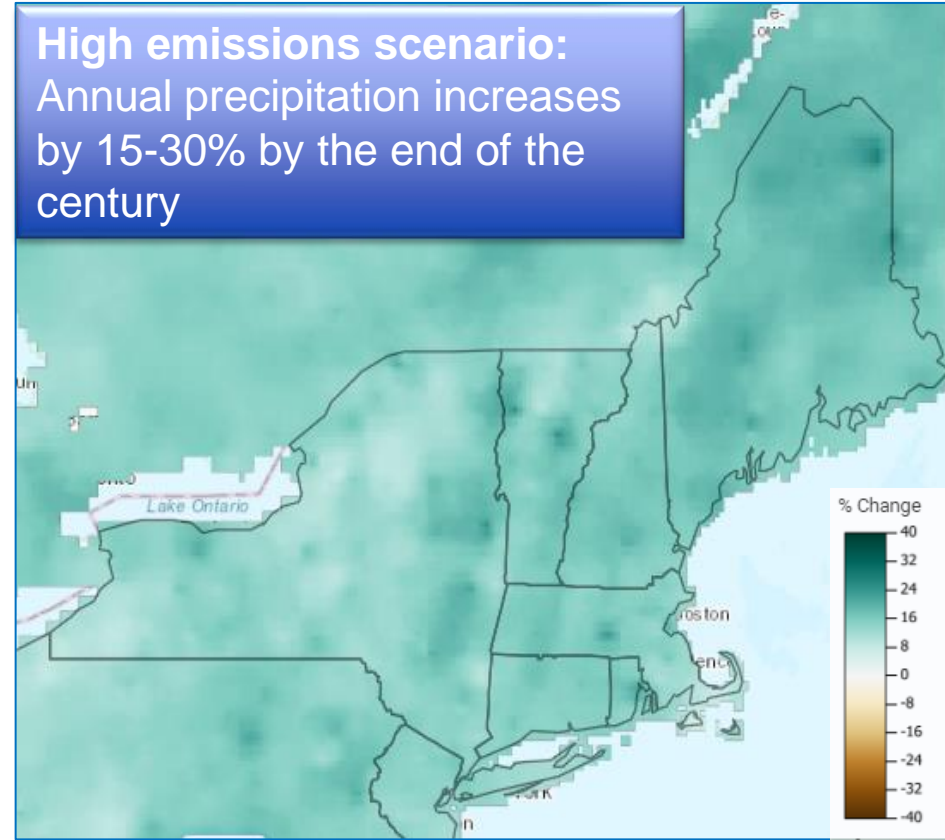 High emissions scenario:
Annual precipitation increases
by 15-30% by the end of the
century
Lake Ontario
% Change
40
32
24
16
8
0
-8
-16
-24
-32
-40